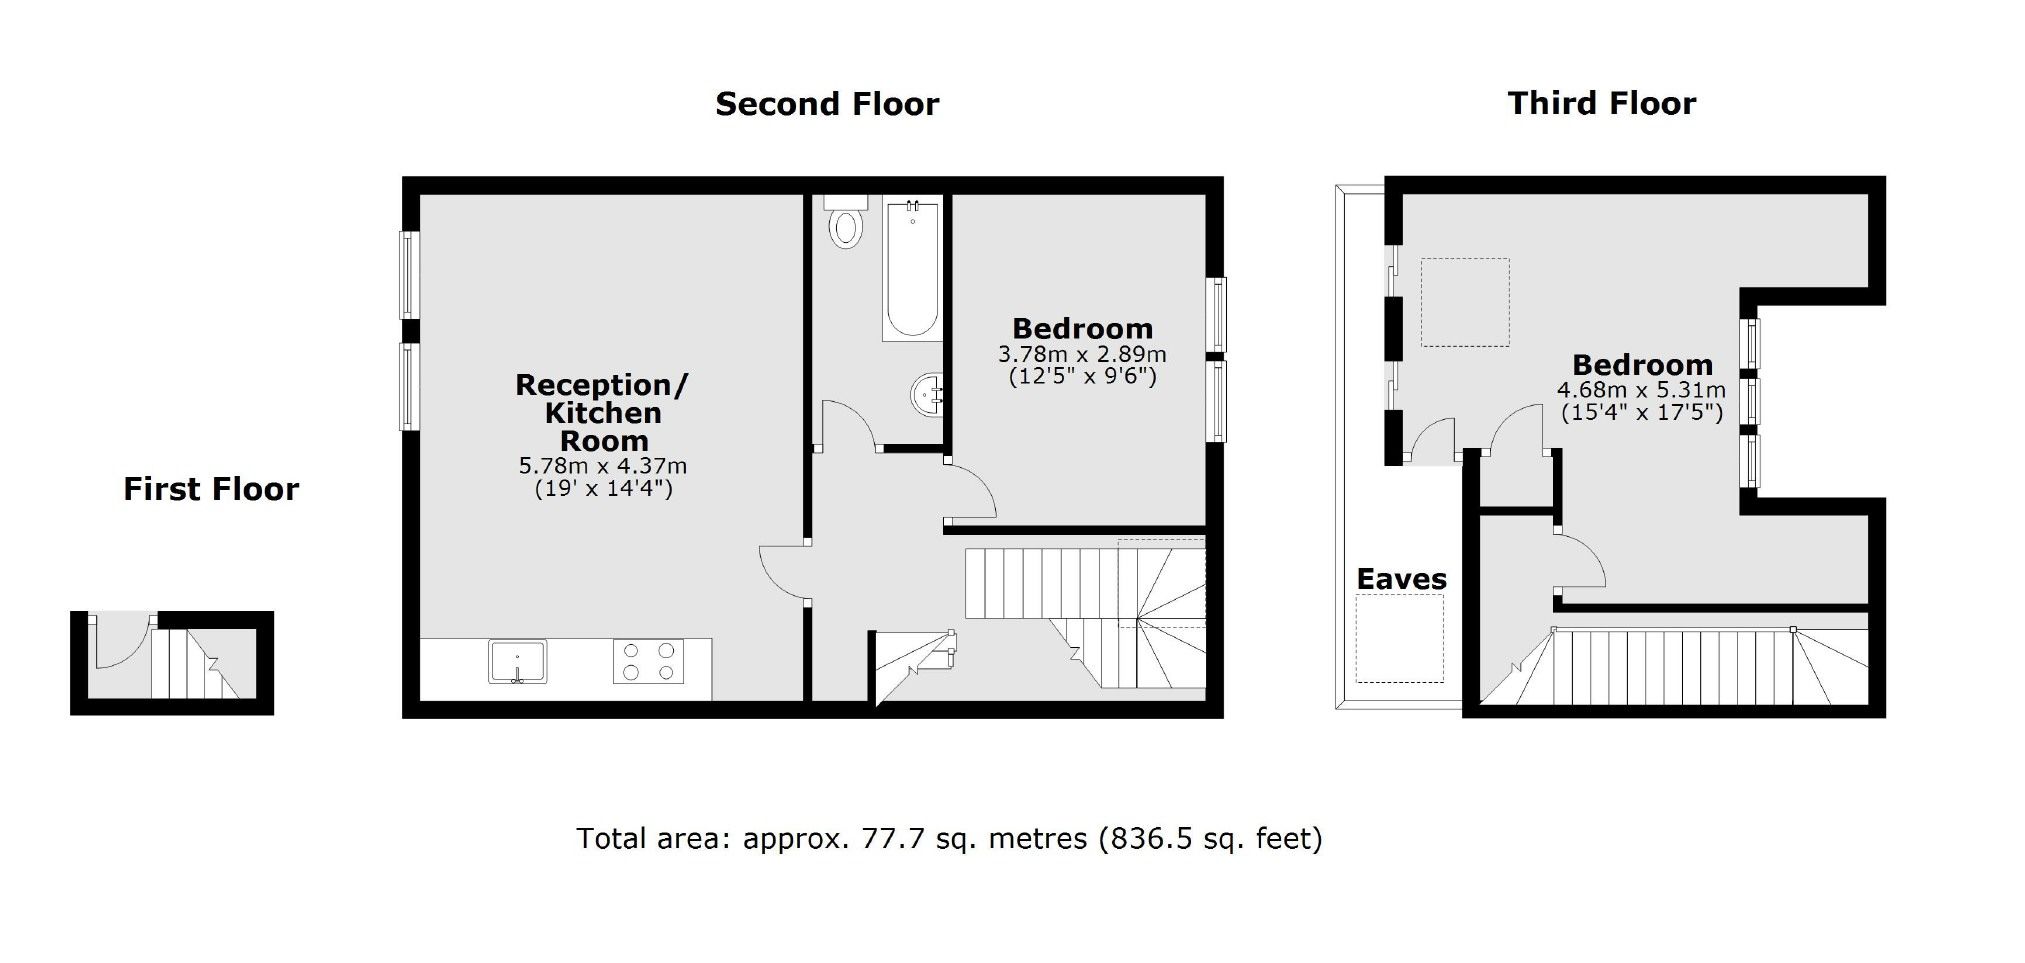 First Floor
Second Floor
Reception/
Kitchen
Room
5.78m x 4.37m
(19' x 14'4")
Bedroom
3.78m x 2.89m
(12'5" x 9'6")
Third Floor
Bedroom
4.68m x 5.31m
(15'4" x 17'5")
Eaves
Total area: approx. 77.7 sq. metres (836.5 sq. feet)